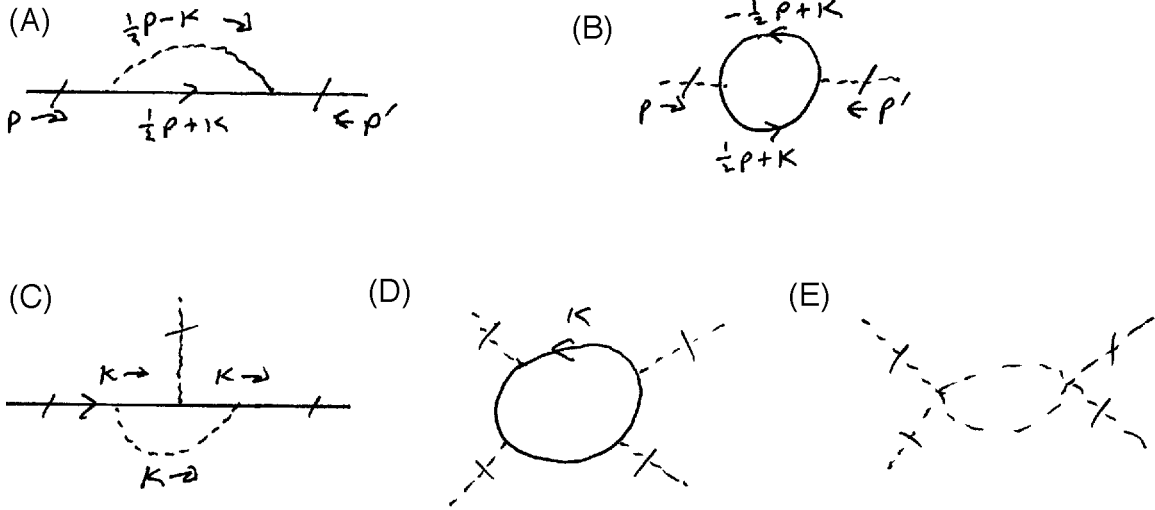 (A)
½p-k →
p →
½p+k
← p'
(B)
-½p+k
p →
← p'
½p+k
(C)
k →
k →
k →
(D)
k
(E)